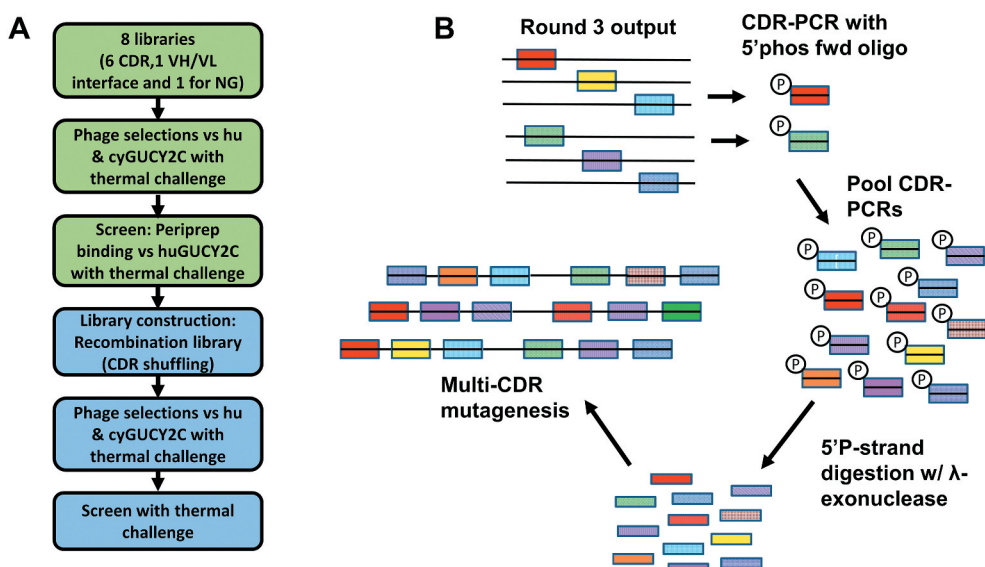 A
8 libraries
(6 CDR,1 VH/VL
interface and 1 for NG)
Phage selections vs hu
& cyGUCY2C with
thermal challenge
Screen: Periprep
binding vs huGUCY2C
with thermal challenge
Library construction:
Recombination library
(CDR shuffling)
Phage selections vs hu
& cyGUCY2C with
thermal challenge
Screen with thermal
challenge
B
Round 3 output
CDR-PCR with
5'phos fwd oligo
P
P
Pool CDR-
PCRs
P
P
P
P
P
P
P
P
P
P
P
P
5'P-strand
digestion w/ λ-
exonuclease
Multi-CDR
mutagenesis